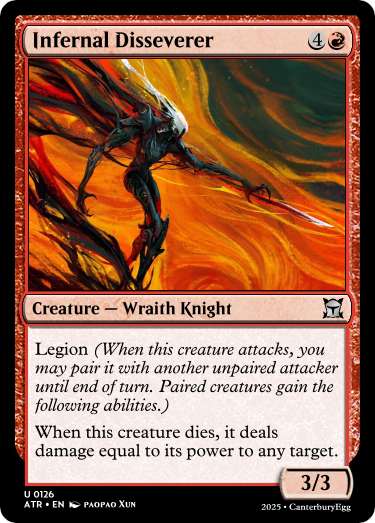 Infernal Disseverer 4
Creature — Wraith Knight
Legion (When this creature attacks, you
may pair it with another unpaired attacker
until end of turn. Paired creatures gain the
following abilities.)
When this creature dies, it deals
damage equal to its power to any target.
3/3
U 0126
ATR • EN PAOPAO XUN
2025 • CanterburyEgg